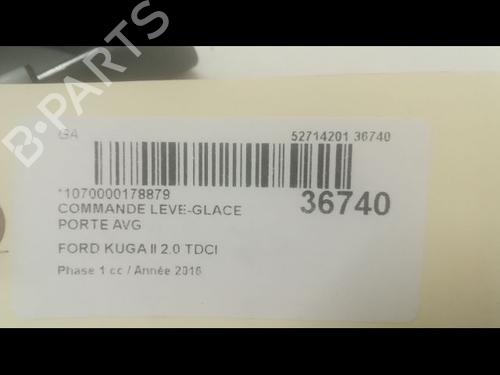 B-PARTS
GA
52714201 36740
*1070000178879
36740
COMMANDE LEVE-GLACE
PORTE AVG
FORD KUGA II 2.0 TDCI
Phase 1 cc / Année 2016